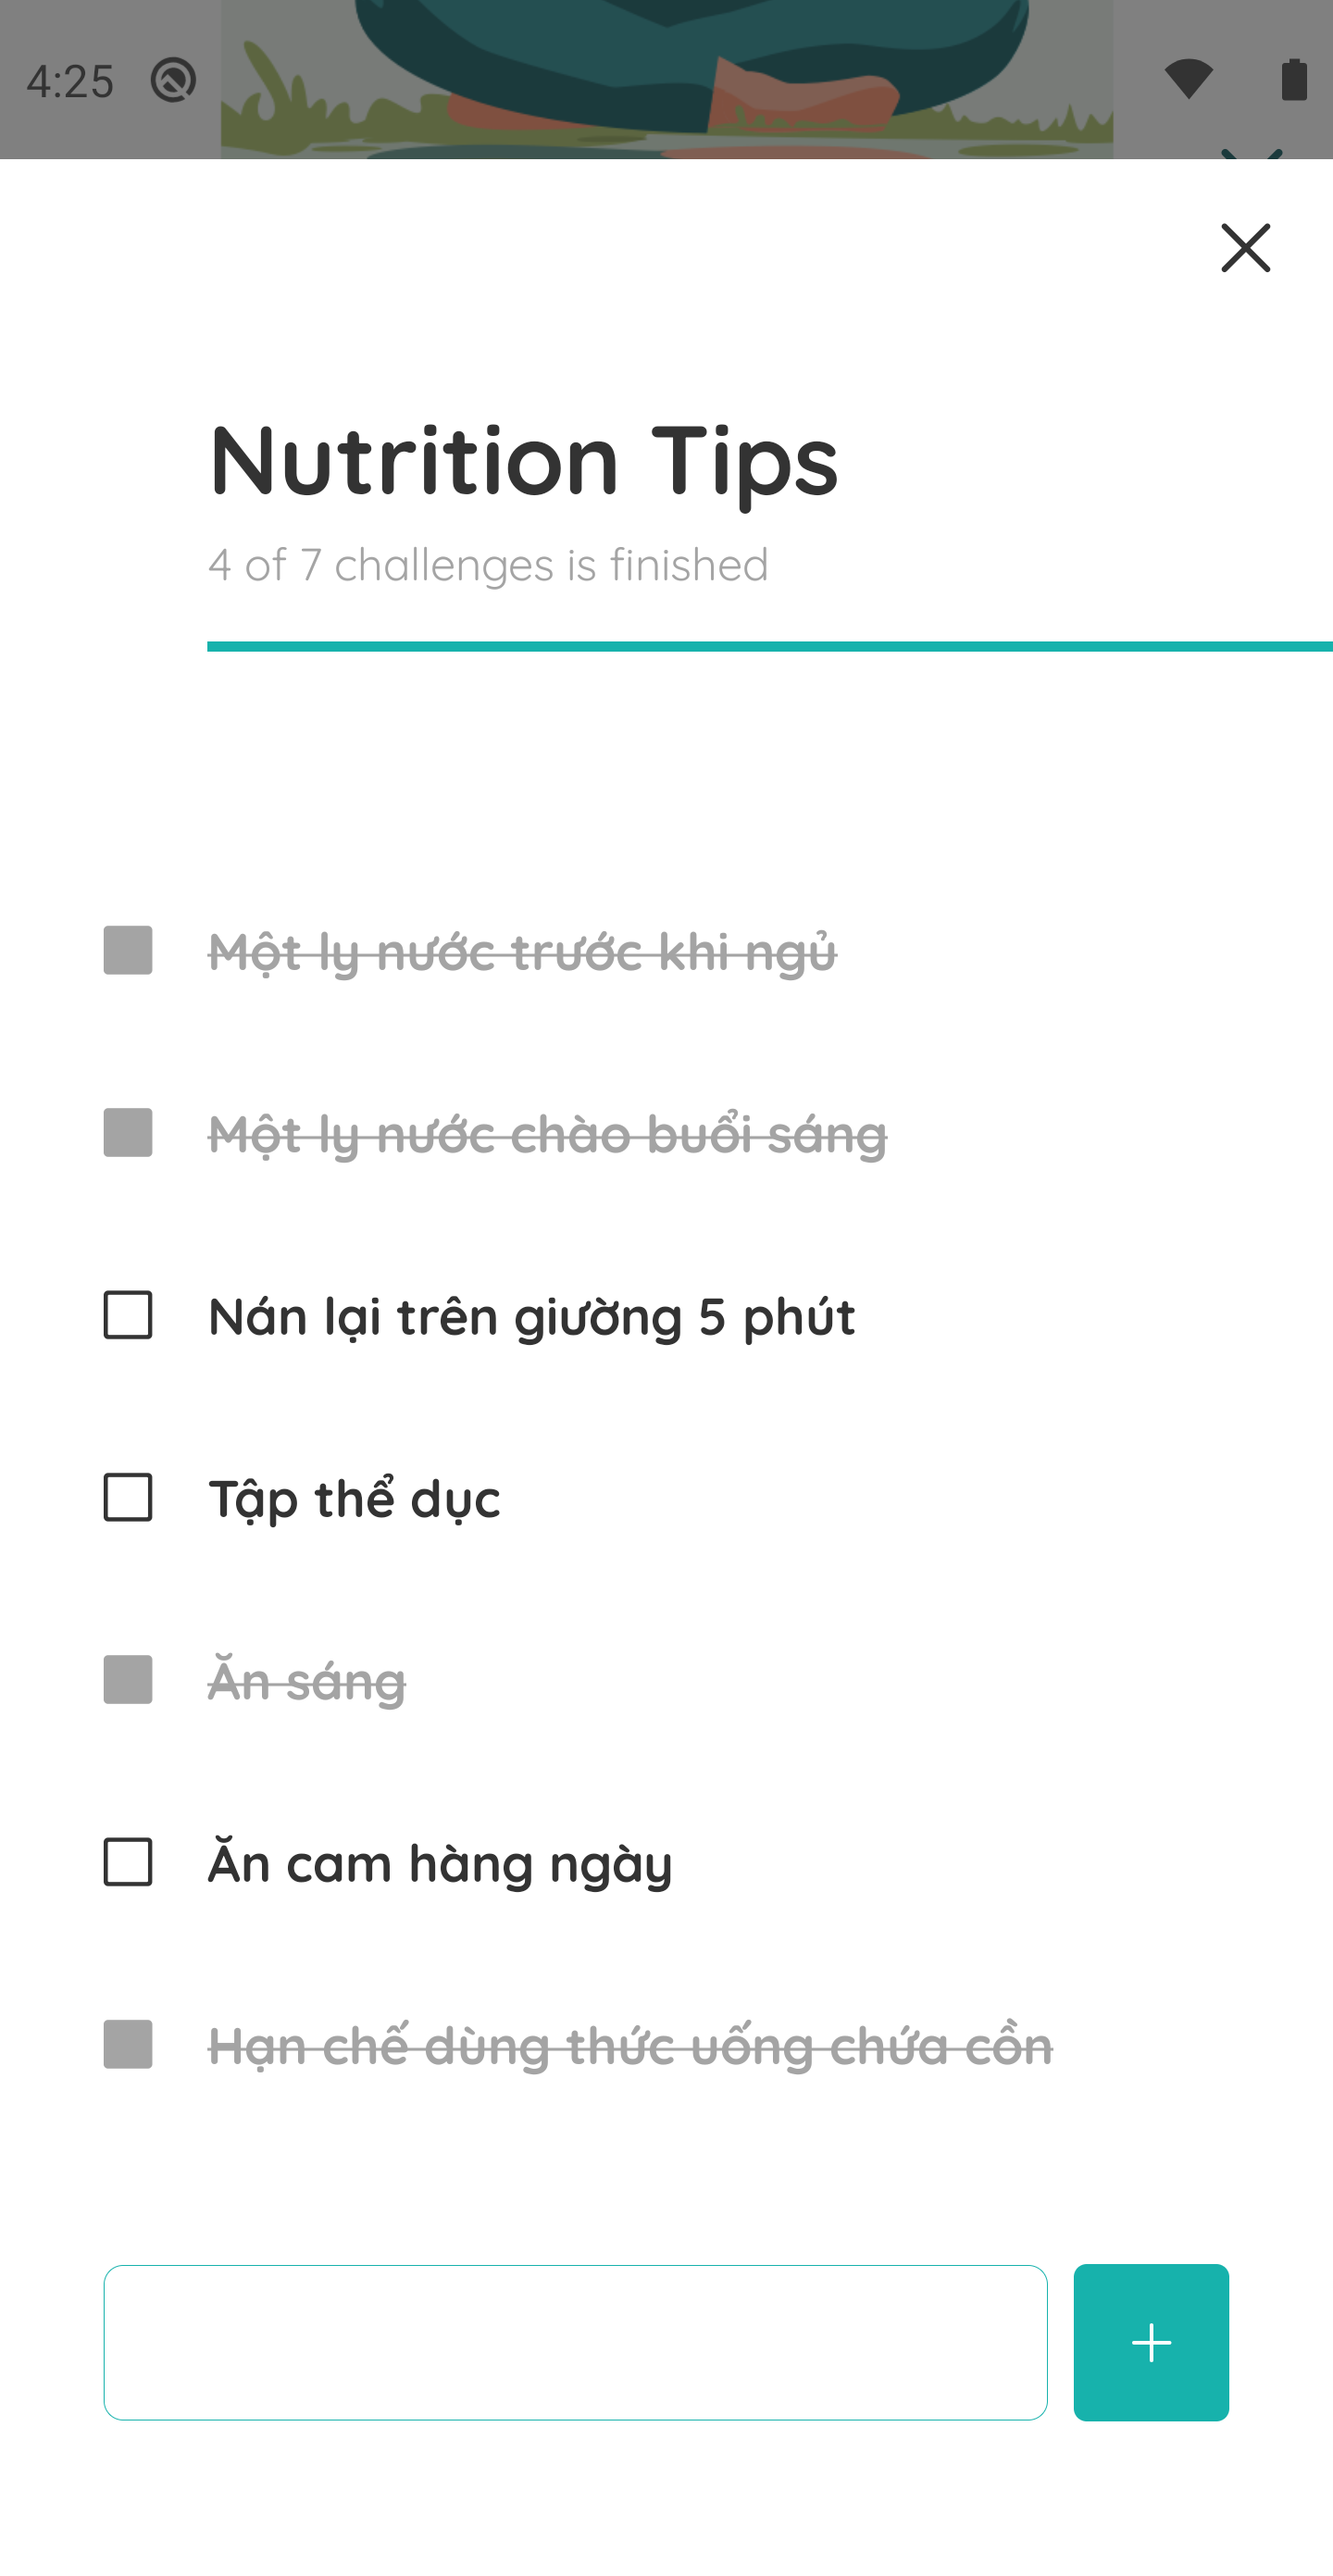 4:25
Nutrition Tips
4 of 7 challenges is finished
Một ly nước trước khi ngủ
Một ly nước chào buổi sáng
Nán lại trên giường 5 phút
Tập thể dục
Ăn sáng
Ăn cam hàng ngày
Hạn chế dùng thức uống chứa cồn